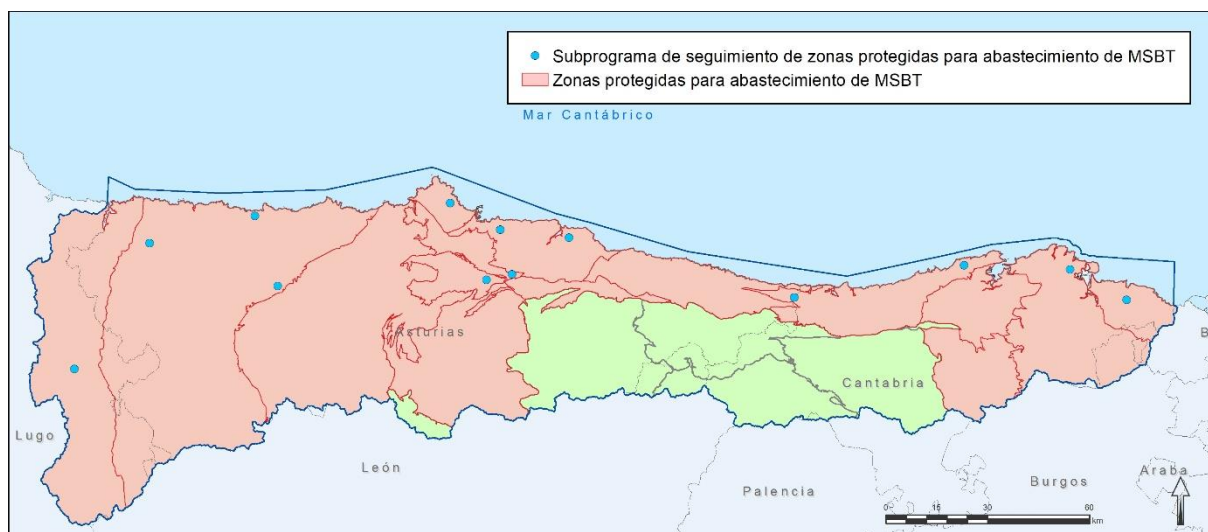 Subprograma de seguimiento de zonas protegidas para abastecimiento de MSBT
Zonas protegidas para abastecimiento de MSBT
Mar Cantábrico
Asturias
Cantabria
Lugo
León
Palencia
Burgos
Araba
B
0 15 30 60
km